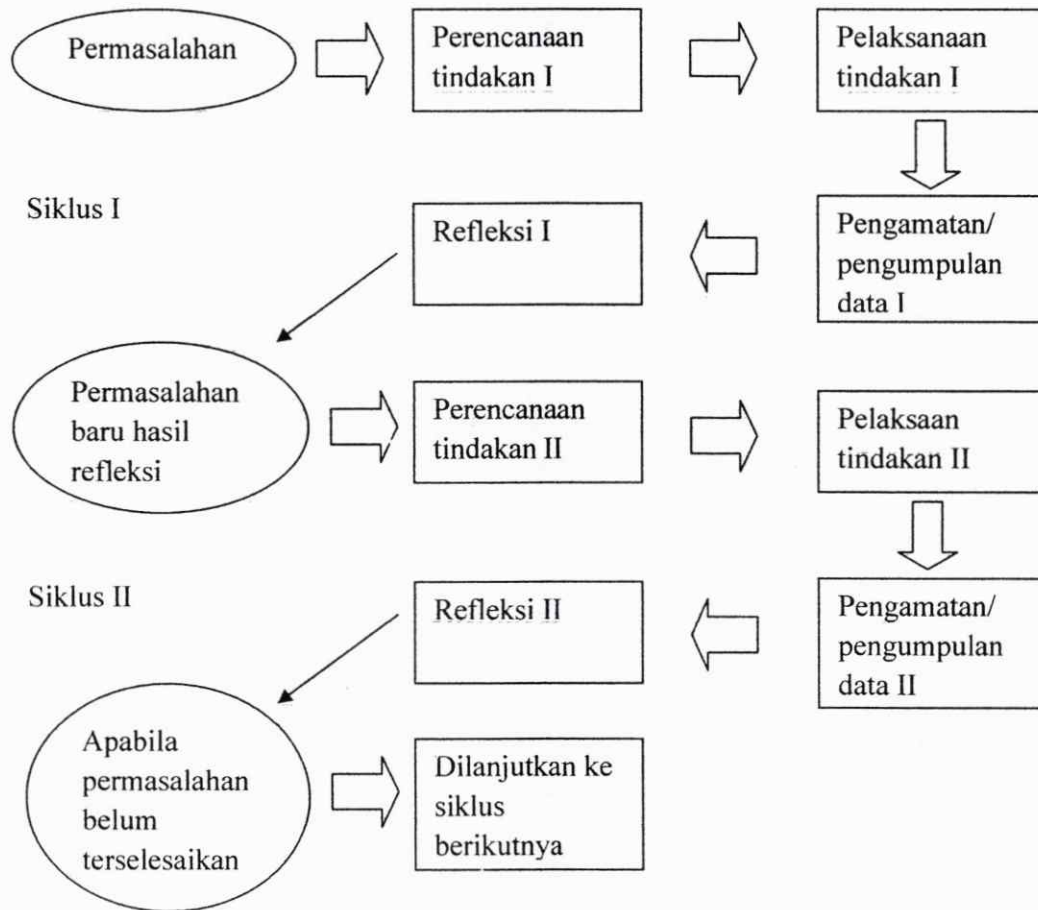 Permasalahan
Perencanaan
tindakan I
Pelaksanaan
tindakan I
Siklus I
Refleksi I
Pengamatan/
pengumpulan
data I
Permasalahan
baru hasil
refleksi
Perencanaan
tindakan II
Pelaksaan
tindakan II
Siklus II
Refleksi II
Pengamatan/
pengumpulan
data II
Apabila
permasalahan
belum
terselesaikan
Dilanjutkan ke
siklus
berikutnya